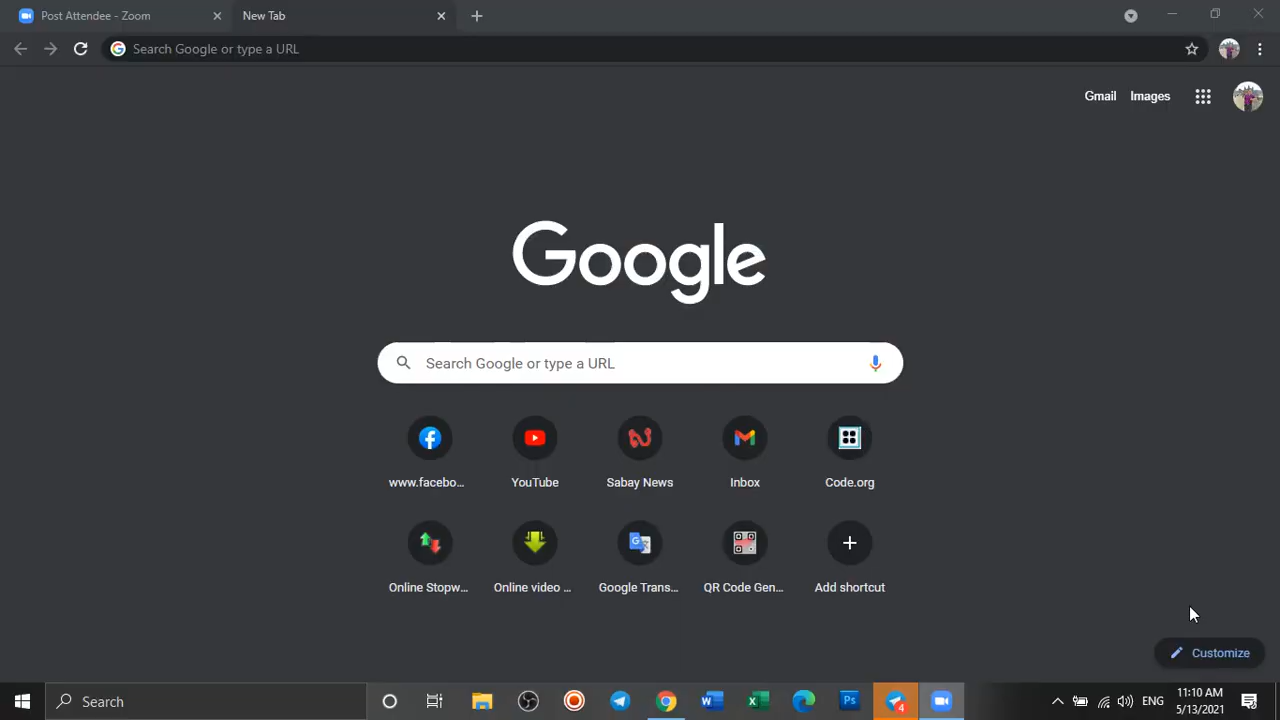 Post Attendee - Zoom
New Tab
Search Google or type a URL
Gmail
Images
Google
Search Google or type a URL
www.facebo...
YouTube
Sabay News
Inbox
Code.org
Online Stopw...
Online video ...
Google Trans...
QR Code Gen...
Add shortcut
Customize
Search
Ps
4
ENG
11:10 AM
5/13/2021